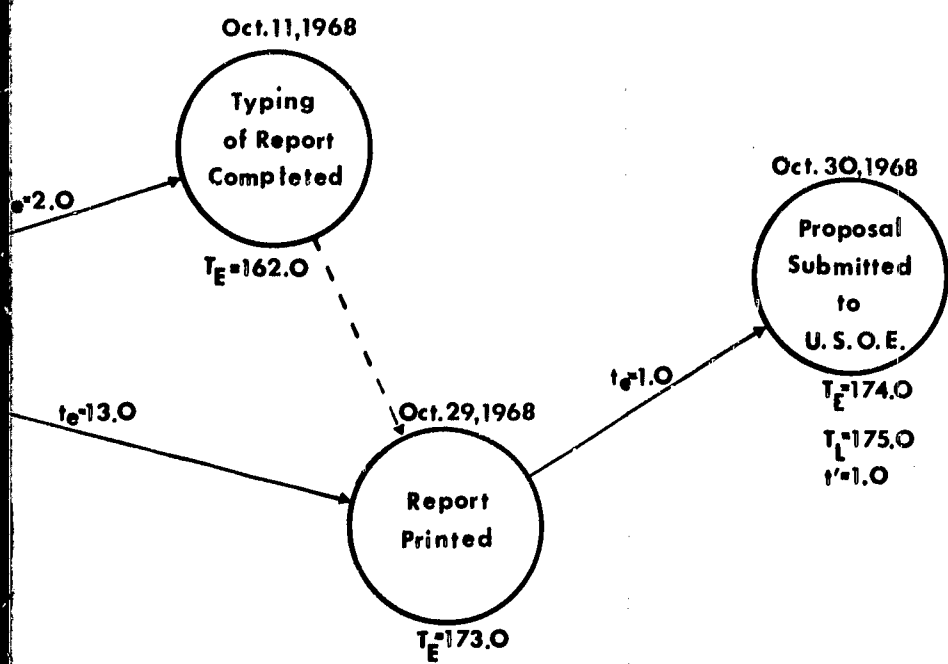 Oct. 11, 1968
Typing
of Report
Completed
e=2.0
T_E=162.0
Oct. 30, 1968
Proposal
Submitted
to
U. S. O. E.
T_E=174.0
T_L=175.0
t'=1.0
t_e=1.0
t_e=13.0
Oct. 29, 1968
Report
Printed
T_E=173.0